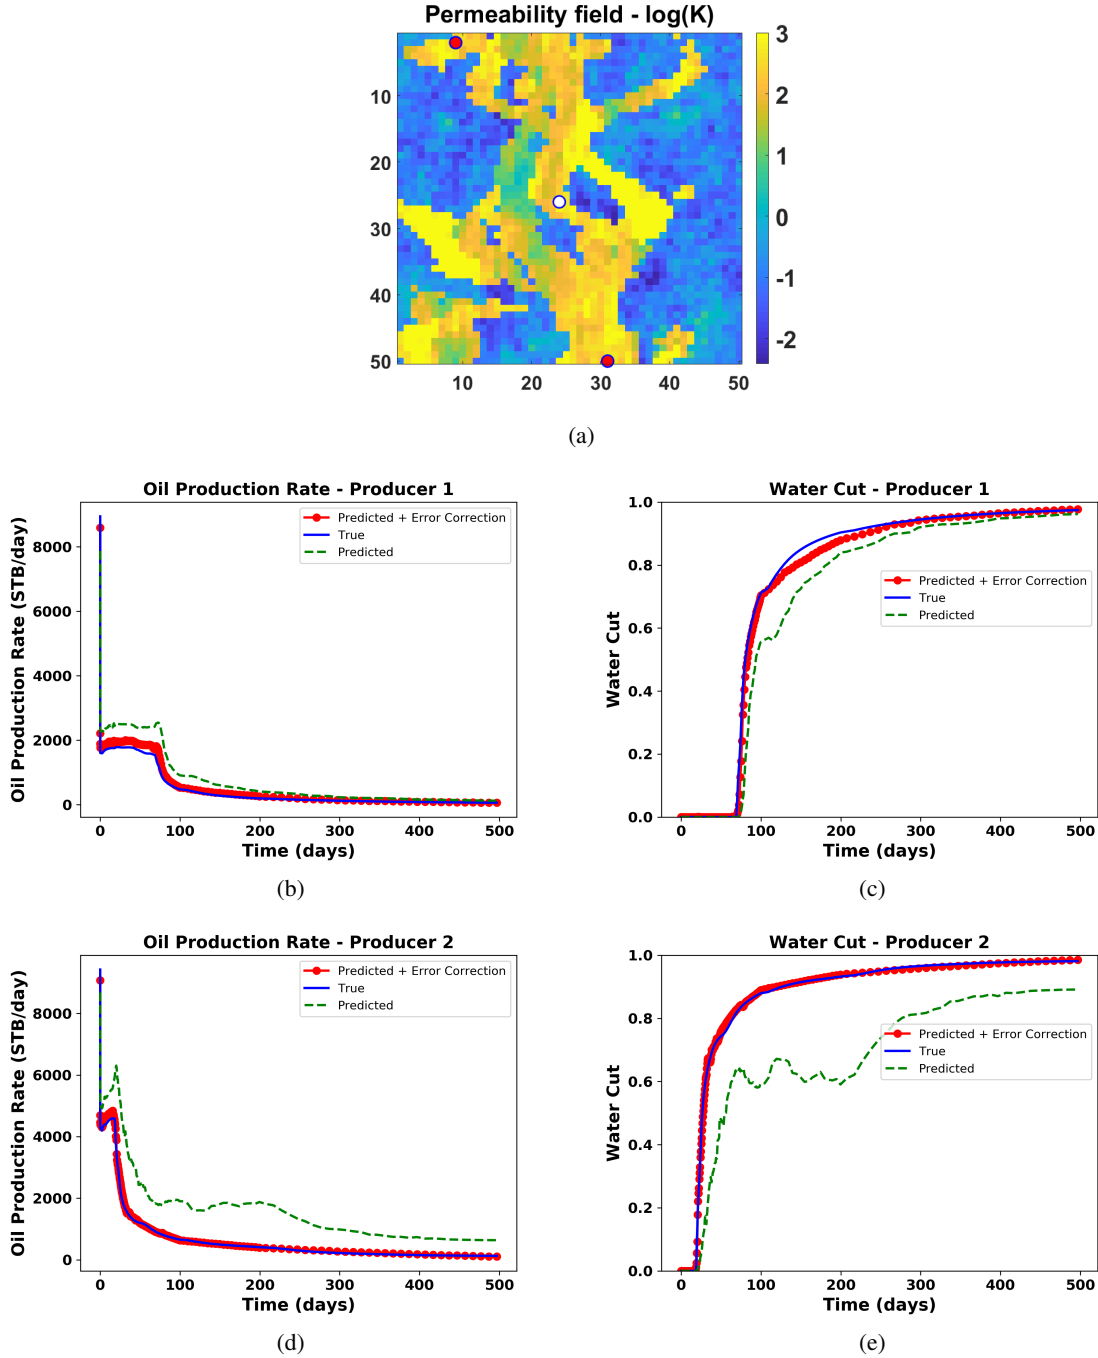 Permeability field - log(K)
10
20
30
40
50
10
20
30
40
50
3
2
1
0
-1
-2
(a)
Oil Production Rate - Producer 1
Oil Production Rate (STB/day)
8000
6000
4000
2000
0
0
100
200
300
400
500
Time (days)
Predicted + Error Correction
True
Predicted
(b)
Water Cut - Producer 1
Water Cut
1.0
0.8
0.6
0.4
0.2
0.0
0
100
200
300
400
500
Time (days)
Predicted + Error Correction
True
Predicted
(c)
Oil Production Rate - Producer 2
Oil Production Rate (STB/day)
8000
6000
4000
2000
0
0
100
200
300
400
500
Time (days)
Predicted + Error Correction
True
Predicted
(d)
Water Cut - Producer 2
Water Cut
1.0
0.8
0.6
0.4
0.2
0.0
0
100
200
300
400
500
Time (days)
Predicted + Error Correction
True
Predicted
(e)